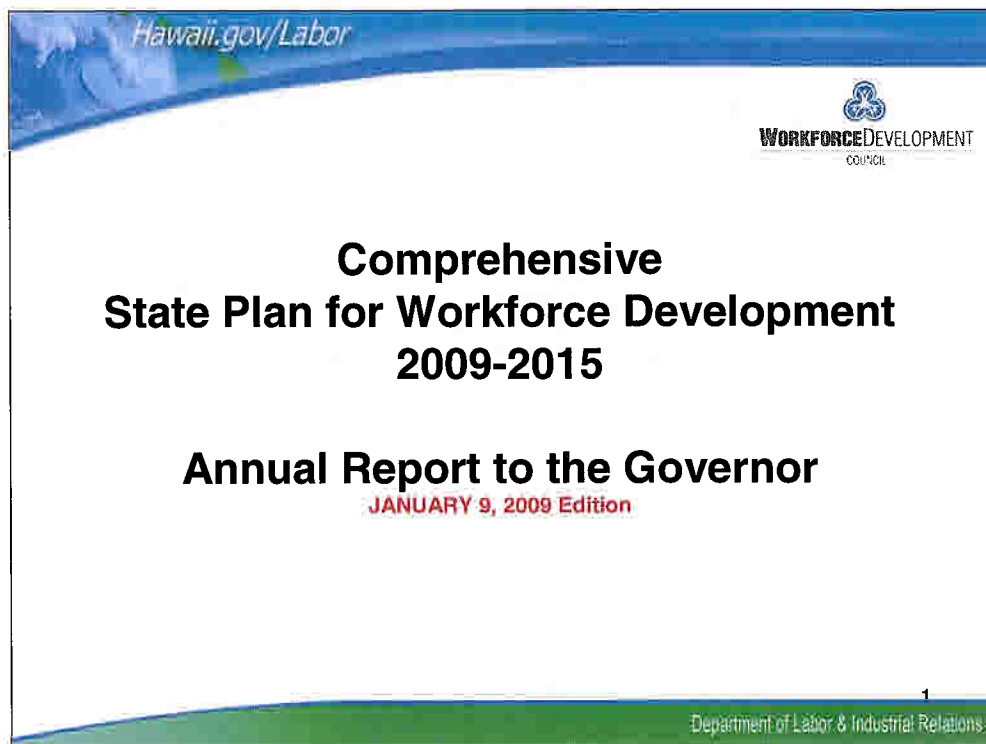 Hawaii.gov/Labor
WORKFORCEDEVELOPMENT
COUNCIL
Comprehensive
State Plan for Workforce Development
2009-2015
Annual Report to the Governor
JANUARY 9, 2009 Edition
1
Department of Labor & Industrial Relations